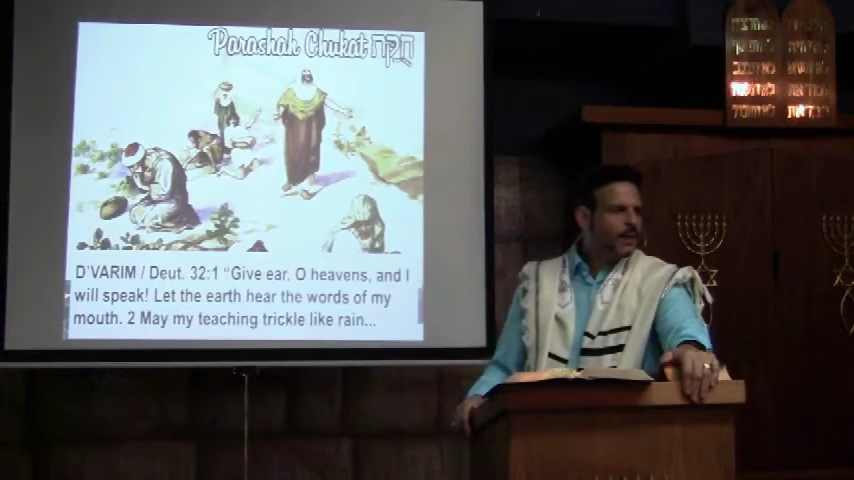 Parashah Chukat חֻקַּת
D'VARIM / Deut. 32:1 “Give ear, O heavens, and I
will speak! Let the earth hear the words of my
mouth. 2 May my teaching trickle like rain...